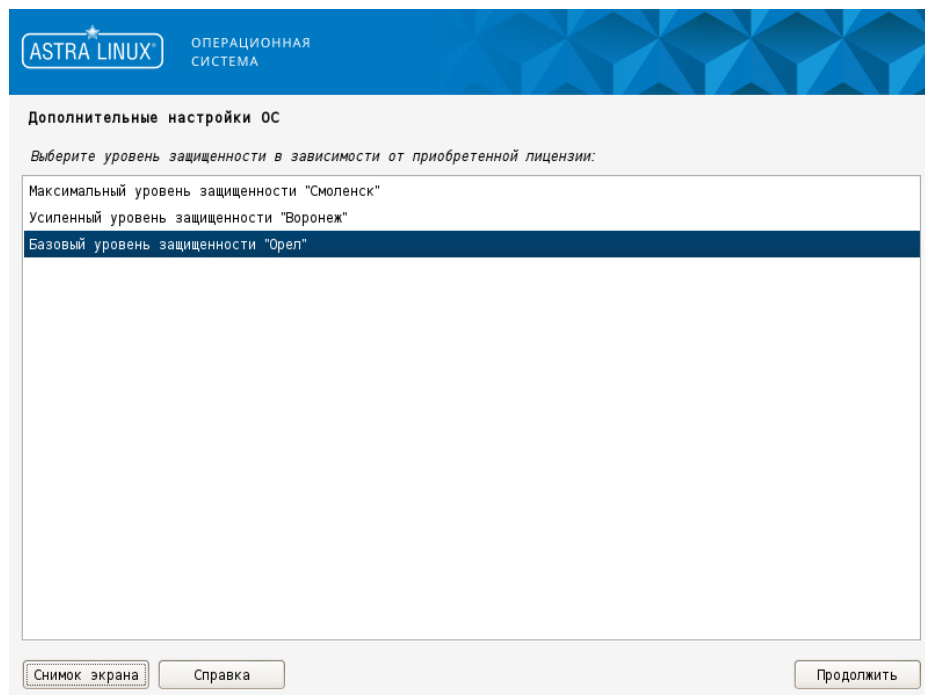 ASTRA LINUX®
ОПЕРАЦИОННАЯ
СИСТЕМА
Дополнительные настройки ОС
Выберите уровень защищенности в зависимости от приобретенной лицензии:
Максимальный уровень защищенности "Смоленск"
Усиленный уровень защищенности "Воронеж"
Базовый уровень защищенности "Орел"
Снимок экрана
Справка
Продолжить